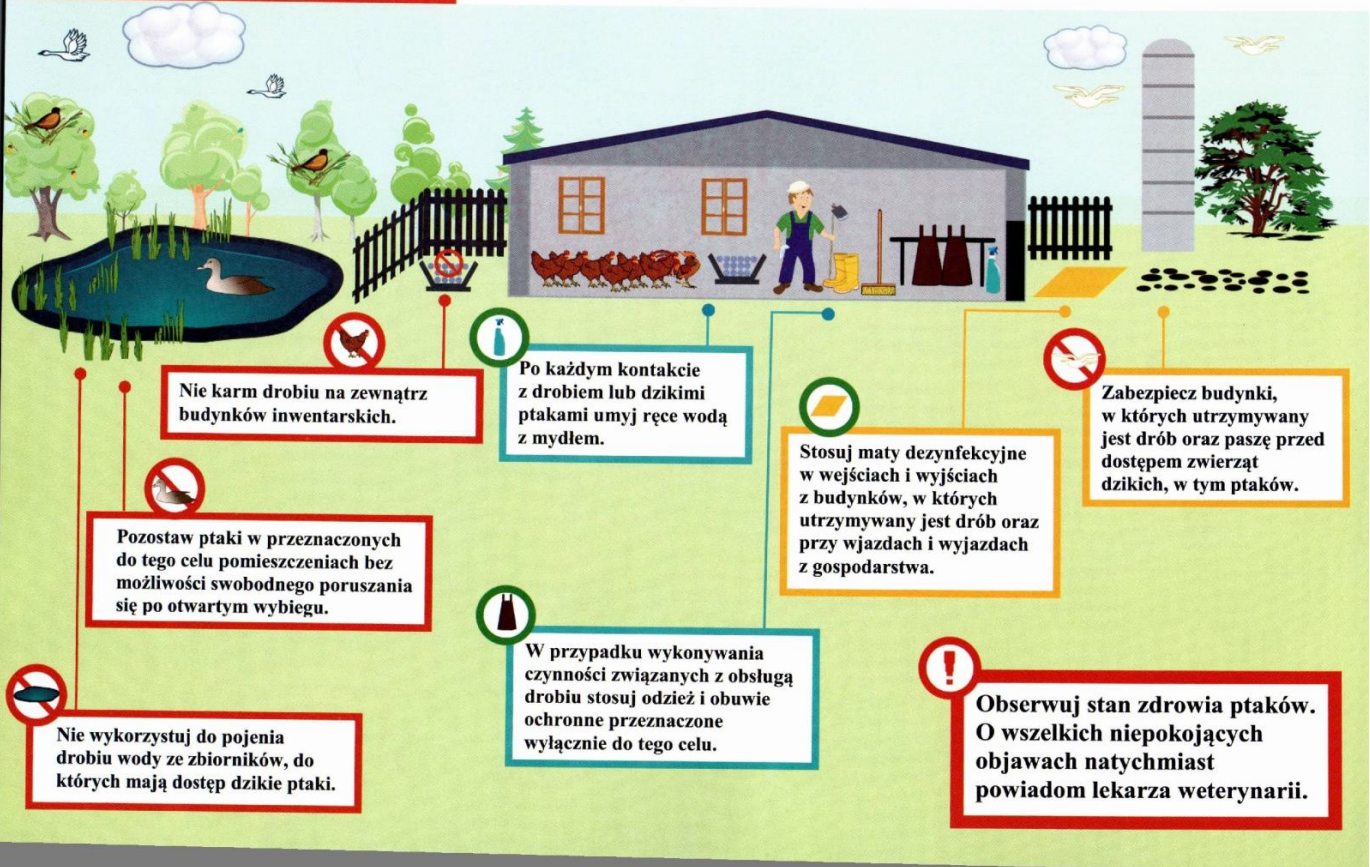 Nie karm drobiu na zewnątrz
budynków inwentarskich.
Po każdym kontakcie
z drobiem lub dzikimi
ptakami umyj ręce wodą
z mydłem.
Stosuj maty dezynfekcyjne
w wejściach i wyjściach
z budynków, w których
utrzymywany jest drób oraz
przy wjazdach i wyjazdach
z gospodarstwa.
Zabezpiecz budynki,
w których utrzymywany
jest drób oraz paszę przed
dostępem zwierząt
dzikich, w tym ptaków.
Pozostaw ptaki w przeznaczonych
do tego celu pomieszczeniach bez
możliwości swobodnego poruszania
się po otwartym wybiegu.
W przypadku wykonywania
czynności związanych z obsługą
drobiu stosuj odzież i obuwie
ochronne przeznaczone
wyłącznie do tego celu.
Nie wykorzystuj do pojenia
drobiu wody ze zbiorników, do
których mają dostęp dzikie ptaki.
!
Obserwuj stan zdrowia ptaków.
O wszelkich niepokojących
objawach natychmiast
powiadom lekarza weterynarii.